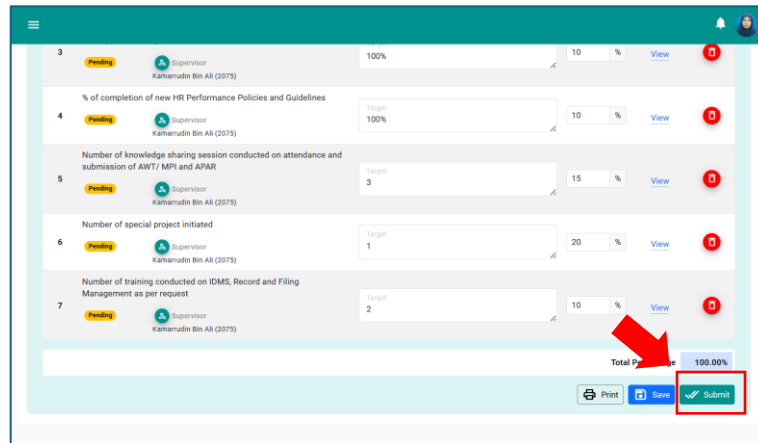 3
Pending
Supervisor
Kamarrudin Bin Ali (2075)
100%
10 % View
% of completion of new HR Performance Policies and Guidelines
4
Pending
Supervisor
Kamarrudin Bin Ali (2075)
Target
100%
10 % View
Number of knowledge sharing session conducted on attendance and
submission of AWT/ MPI and APAR
5
Pending
Supervisor
Kamarrudin Bin Ali (2075)
Target
3
15 % View
Number of special project initiated
6
Pending
Supervisor
Kamarrudin Bin Ali (2075)
Target
1
20 % View
Number of training conducted on IDMS, Record and Filing
Management as per request
7
Pending
Supervisor
Kamarrudin Bin Ali (2075)
Target
2
10 % View
Total 100.00%
Print Save Submit